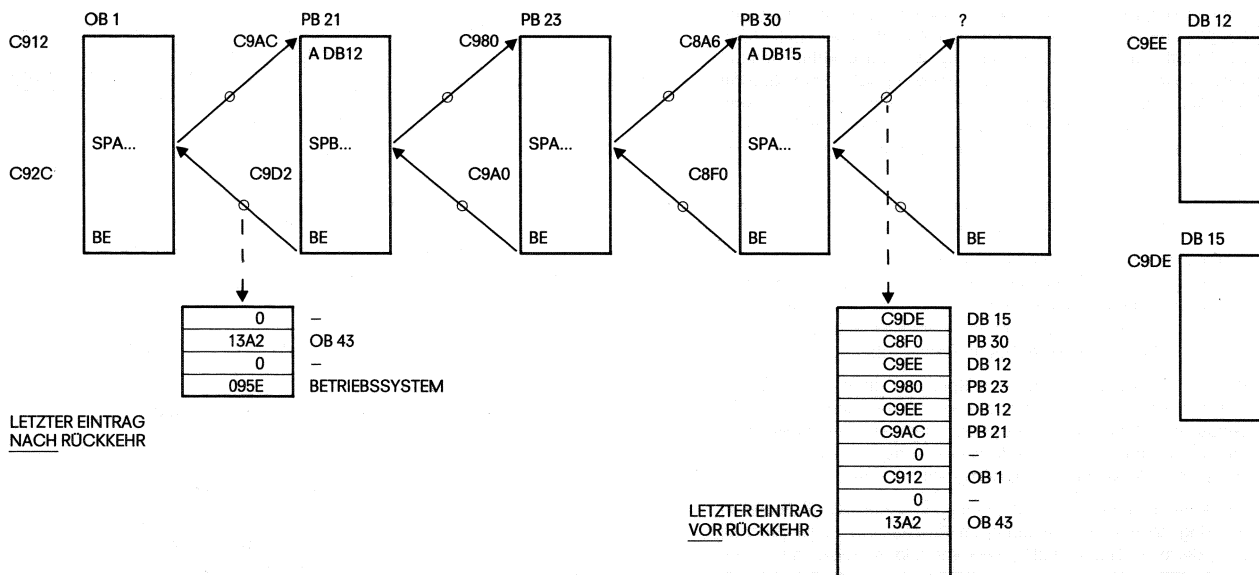 OB 1 PB 21 PB 23 PB 30 ? DB 12
C912 C9AC C980 C8A6 C9EE
A DB12 A DB15
SPA... SPB... SPA... SPA...
C92C C9D2 C9A0 C8F0
BE BE BE BE BE
DB 15
C9DE
0 –
13A2 OB 43
0 –
095E BETRIEBSSYSTEM
LETZTER EINTRAG
NACH RÜCKKEHR
C9DE DB 15
C8F0 PB 30
C9EE DB 12
C980 PB 23
C9EE DB 12
C9AC PB 21
0 –
C912 OB 1
0 –
13A2 OB 43
LETZTER EINTRAG
VOR RÜCKKEHR